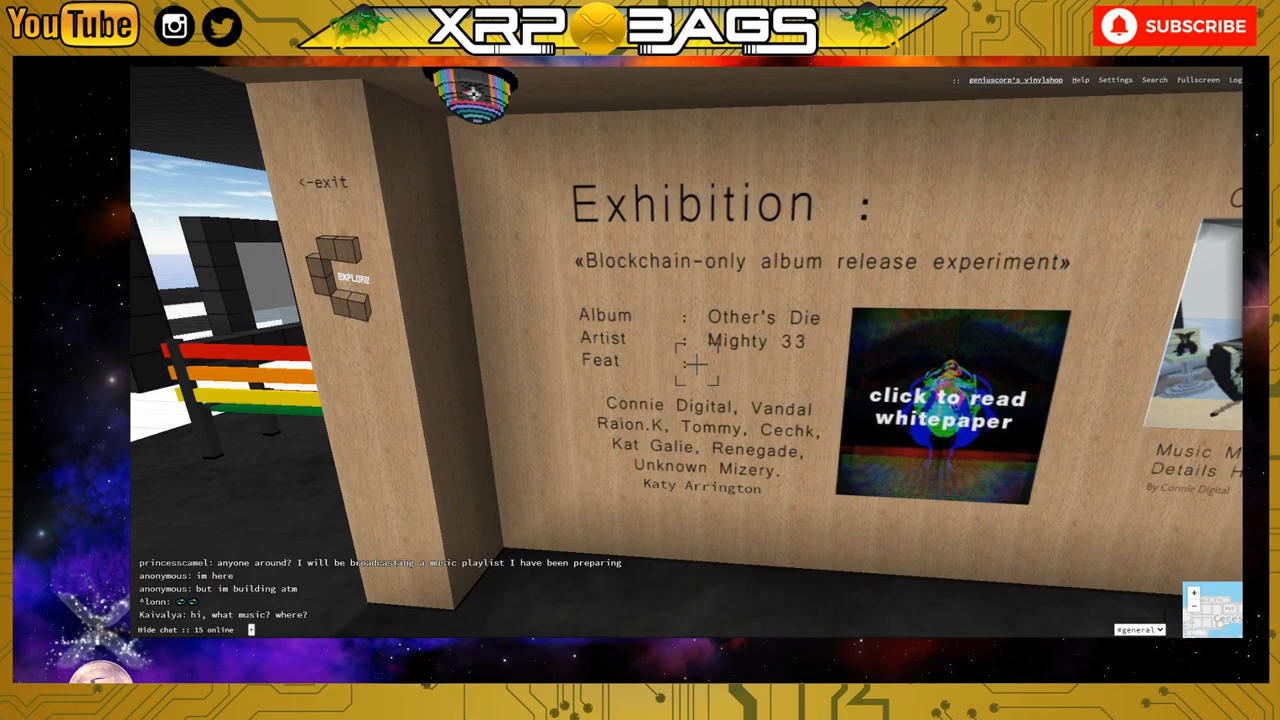 YouTube
XRP BAGS
SUBSCRIBE
:: geniuscorp's vinylshop Help Settings Search Fullscreen Log
<-exit
EXPLORE
Exhibition :
«Blockchain-only album release experiment»
Album : Other's Die
Artist : Mighty 33
Feat :
Connie Digital, Vandal
Raion.K, Tommy, Cechk,
Kat Galie, Renegade,
Unknown Mizery.
Katy Arrington
click to read
whitepaper
Music M
Details H
By Connie Digital
princesscamel: anyone around? I will be broadcasting a music playlist I have been preparing
anonymous: im here
anonymous: but im building atm
^lonn:
Kaivalya: hi, what music? where?
Hide chat :: 15 online
#general
+
−
Ceres